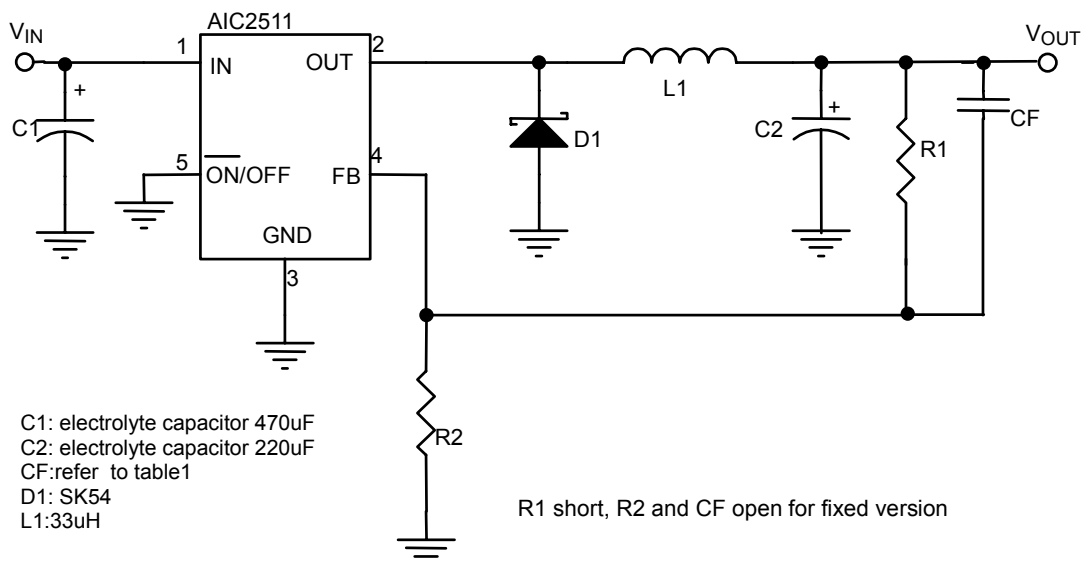 AIC2511
VIN
VOUT
1
2
IN
OUT
+
C1
L1
+
C2
D1
R1
CF
5
ON/OFF
4
FB
GND
3
R2
C1: electrolyte capacitor 470uF
C2: electrolyte capacitor 220uF
CF:refer to table1
D1: SK54
L1:33uH
R1 short, R2 and CF open for fixed version